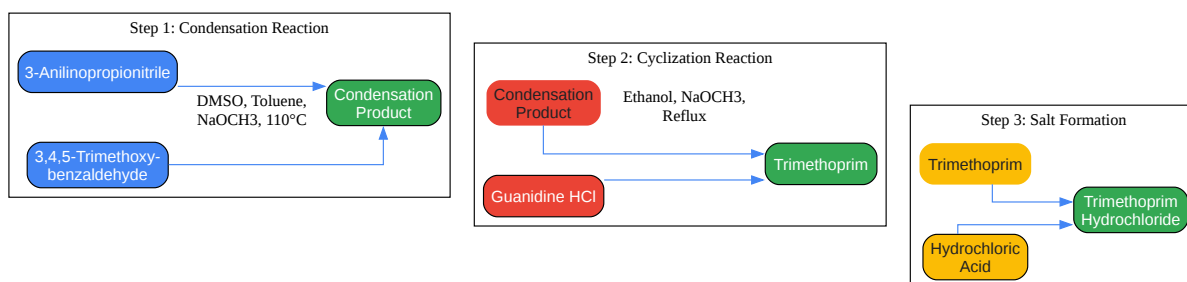 Step 1: Condensation Reaction
3-Anilinopropionitrile
DMSO, Toluene,
NaOCH3, 110°C
Condensation
Product
3,4,5-Trimethoxy-
benzaldehyde
Step 2: Cyclization Reaction
Condensation
Product
Ethanol, NaOCH3,
Reflux
Trimethoprim
Guanidine HCl
Step 3: Salt Formation
Trimethoprim
Trimethoprim
Hydrochloride
Hydrochloric
Acid